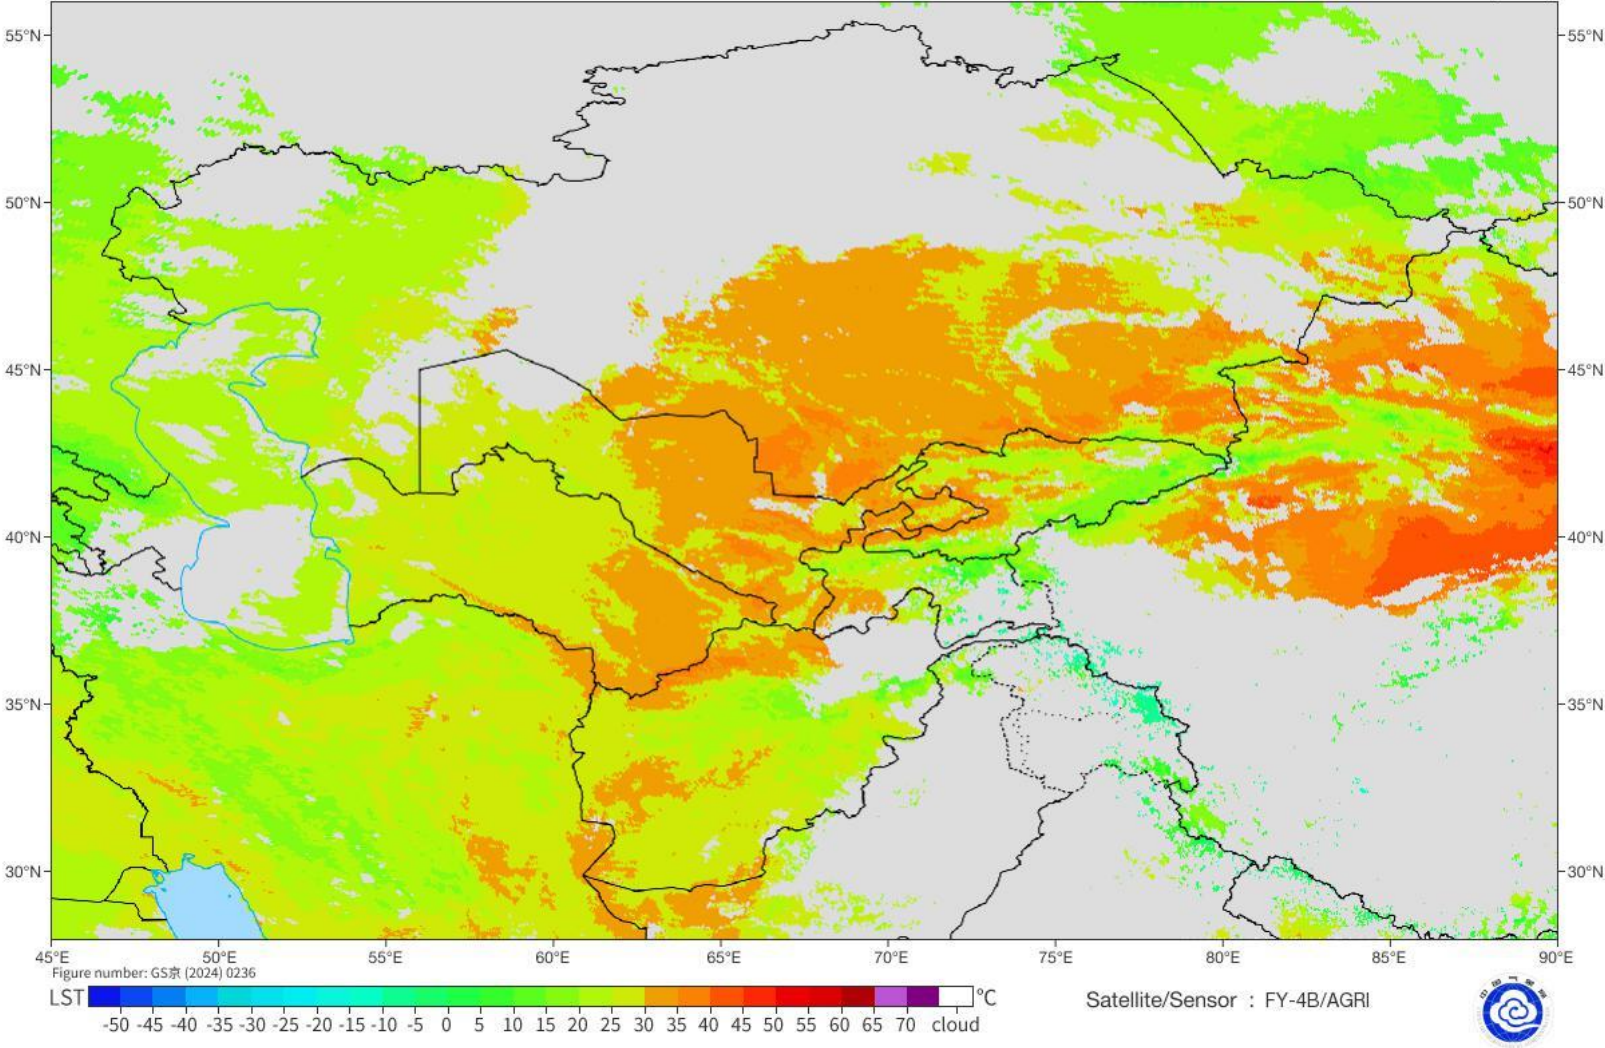 55°N 55°N
50°N 50°N
45°N 45°N
40°N 40°N
35°N 35°N
30°N 30°N
45°E 50°E 55°E 60°E 65°E 70°E 75°E 80°E 85°E 90°E
Figure number: GS京 (2024) 0236
LST °C
-50 -45 -40 -35 -30 -25 -20 -15 -10 -5 0 5 10 15 20 25 30 35 40 45 50 55 60 65 70 cloud
Satellite/Sensor : FY-4B/AGRI